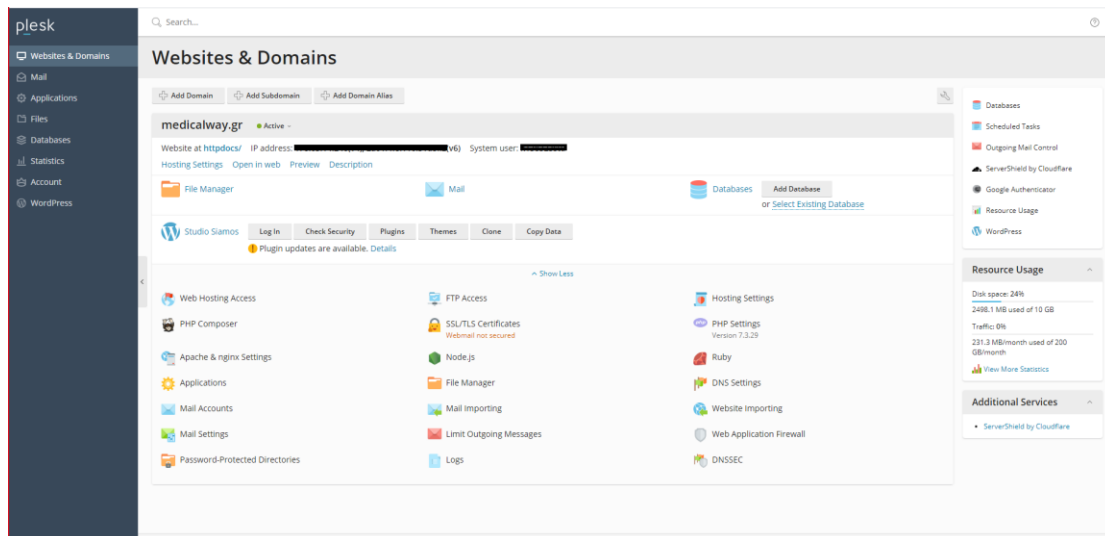 plesk
Search...
Websites & Domains
Mail
Applications
Files
Databases
Statistics
Account
WordPress
Websites & Domains
Add Domain Add Subdomain Add Domain Alias
medicalway.gr Active
Website at httpdocs/ IP address: (v6) System user:
Hosting Settings Open in web Preview Description
File Manager Mail Databases Add Database
or Select Existing Database
Studio Siamos Log In Check Security Plugins Themes Clone Copy Data
Plugin updates are available. Details
Show Less
Web Hosting Access FTP Access Hosting Settings
PHP Composer SSL/TLS Certificates PHP Settings
Webmail not secured Version 7.3.29
Apache & nginx Settings Node.js Ruby
Applications File Manager DNS Settings
Mail Accounts Mail Importing Website Importing
Mail Settings Limit Outgoing Messages Web Application Firewall
Password-Protected Directories Logs DNSSEC
Databases
Scheduled Tasks
Outgoing Mail Control
ServerShield by Cloudflare
Google Authenticator
Resource Usage
WordPress
Resource Usage
Disk space: 24%
2498.1 MB used of 10 GB
Traffic: 0%
231.3 MB/month used of 200
GB/month
View More Statistics
Additional Services
ServerShield by Cloudflare